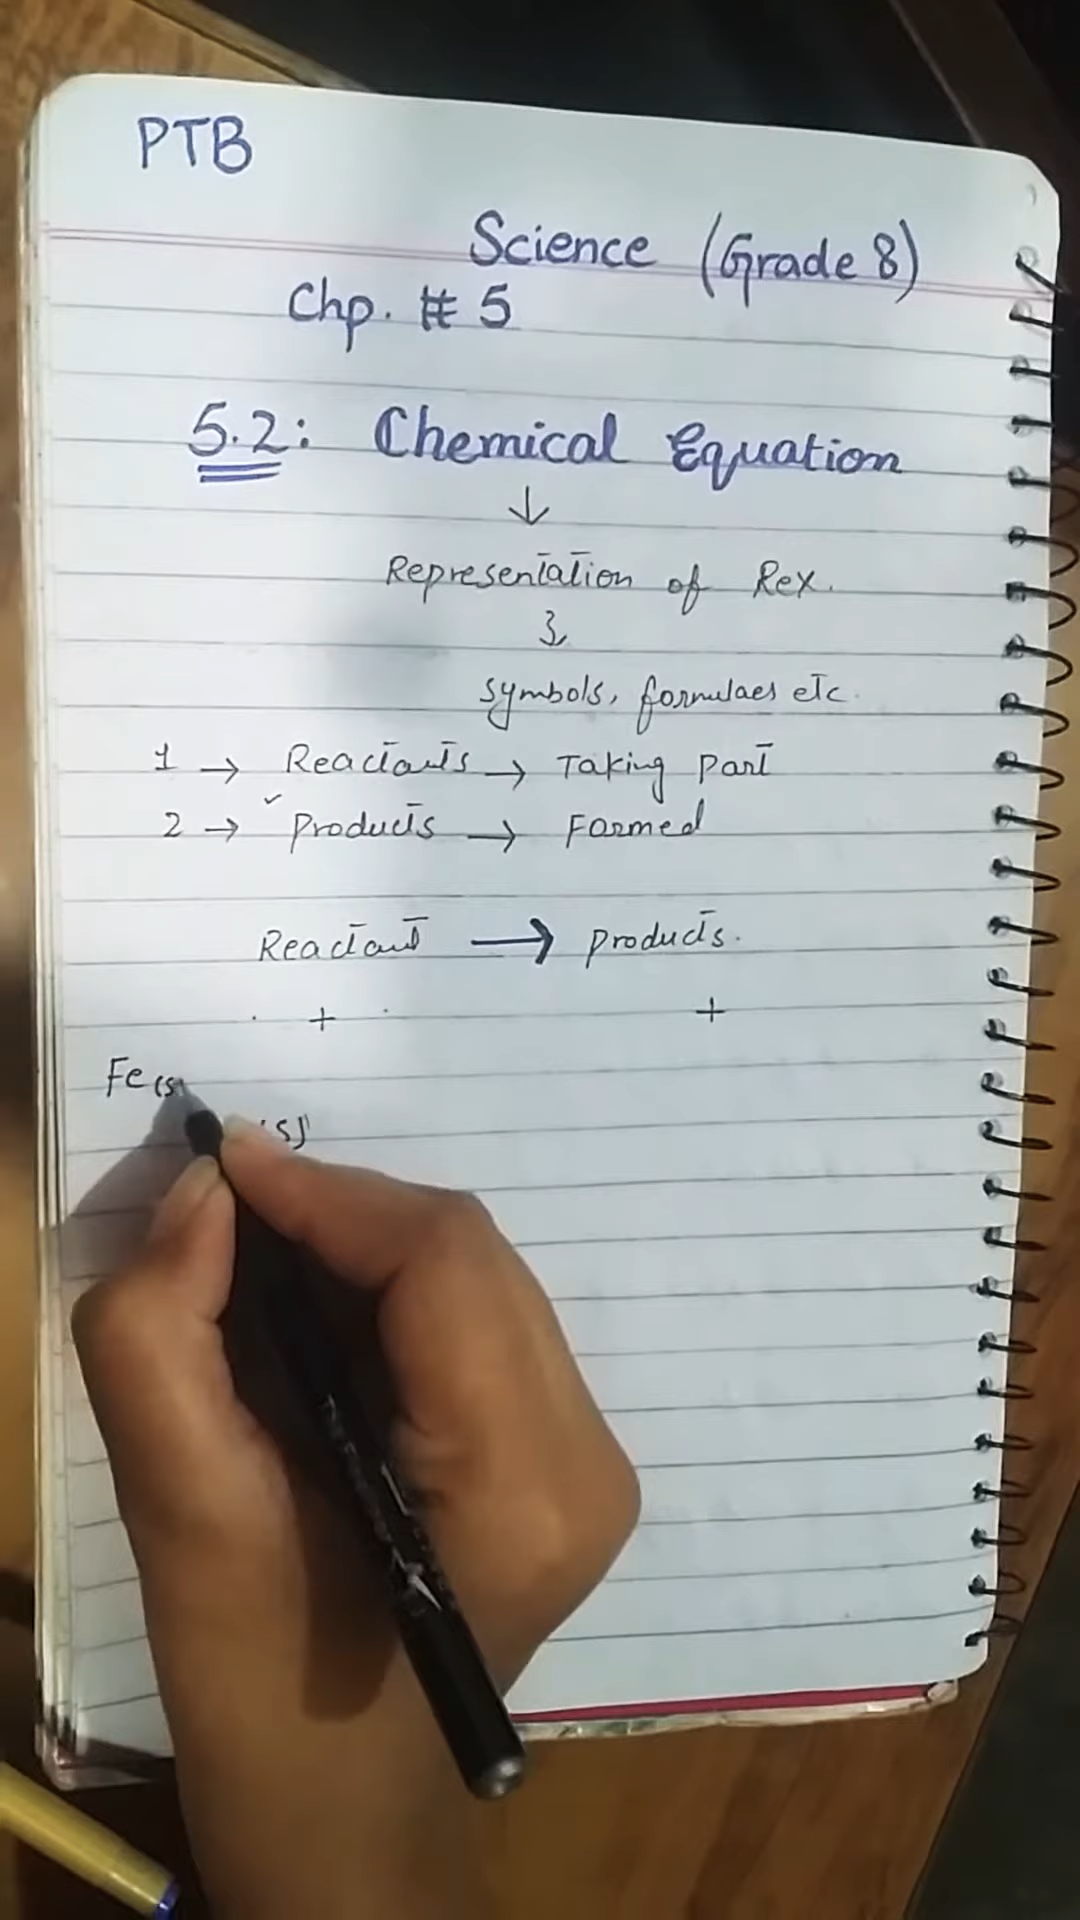 PTB
Science (Grade 8)
Chp. # 5
5.2: Chemical Equation
↓
Representation of Rex.
symbols, formulaes etc.
1 → Reactants → Taking Part
2 → Products → Formed
Reactant → Products.
+ +
Fe(s)
(s)